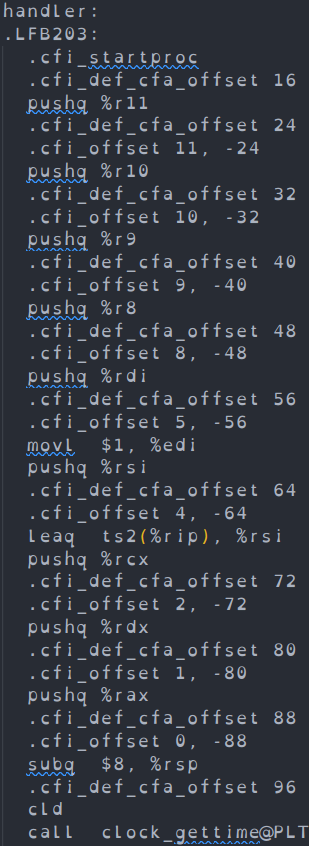 handler:
.LFB203:
.cfi_startproc
.cfi_def_cfa_offset 16
pushq %r11
.cfi_def_cfa_offset 24
.cfi_offset 11, -24
pushq %r10
.cfi_def_cfa_offset 32
.cfi_offset 10, -32
pushq %r9
.cfi_def_cfa_offset 40
.cfi_offset 9, -40
pushq %r8
.cfi_def_cfa_offset 48
.cfi_offset 8, -48
pushq %rdi
.cfi_def_cfa_offset 56
.cfi_offset 5, -56
movl $1, %edi
pushq %rsi
.cfi_def_cfa_offset 64
.cfi_offset 4, -64
leaq ts2(%rip), %rsi
pushq %rcx
.cfi_def_cfa_offset 72
.cfi_offset 2, -72
pushq %rdx
.cfi_def_cfa_offset 80
.cfi_offset 1, -80
pushq %rax
.cfi_def_cfa_offset 88
.cfi_offset 0, -88
subq $8, %rsp
.cfi_def_cfa_offset 96
cld
call clock_gettime@PLT